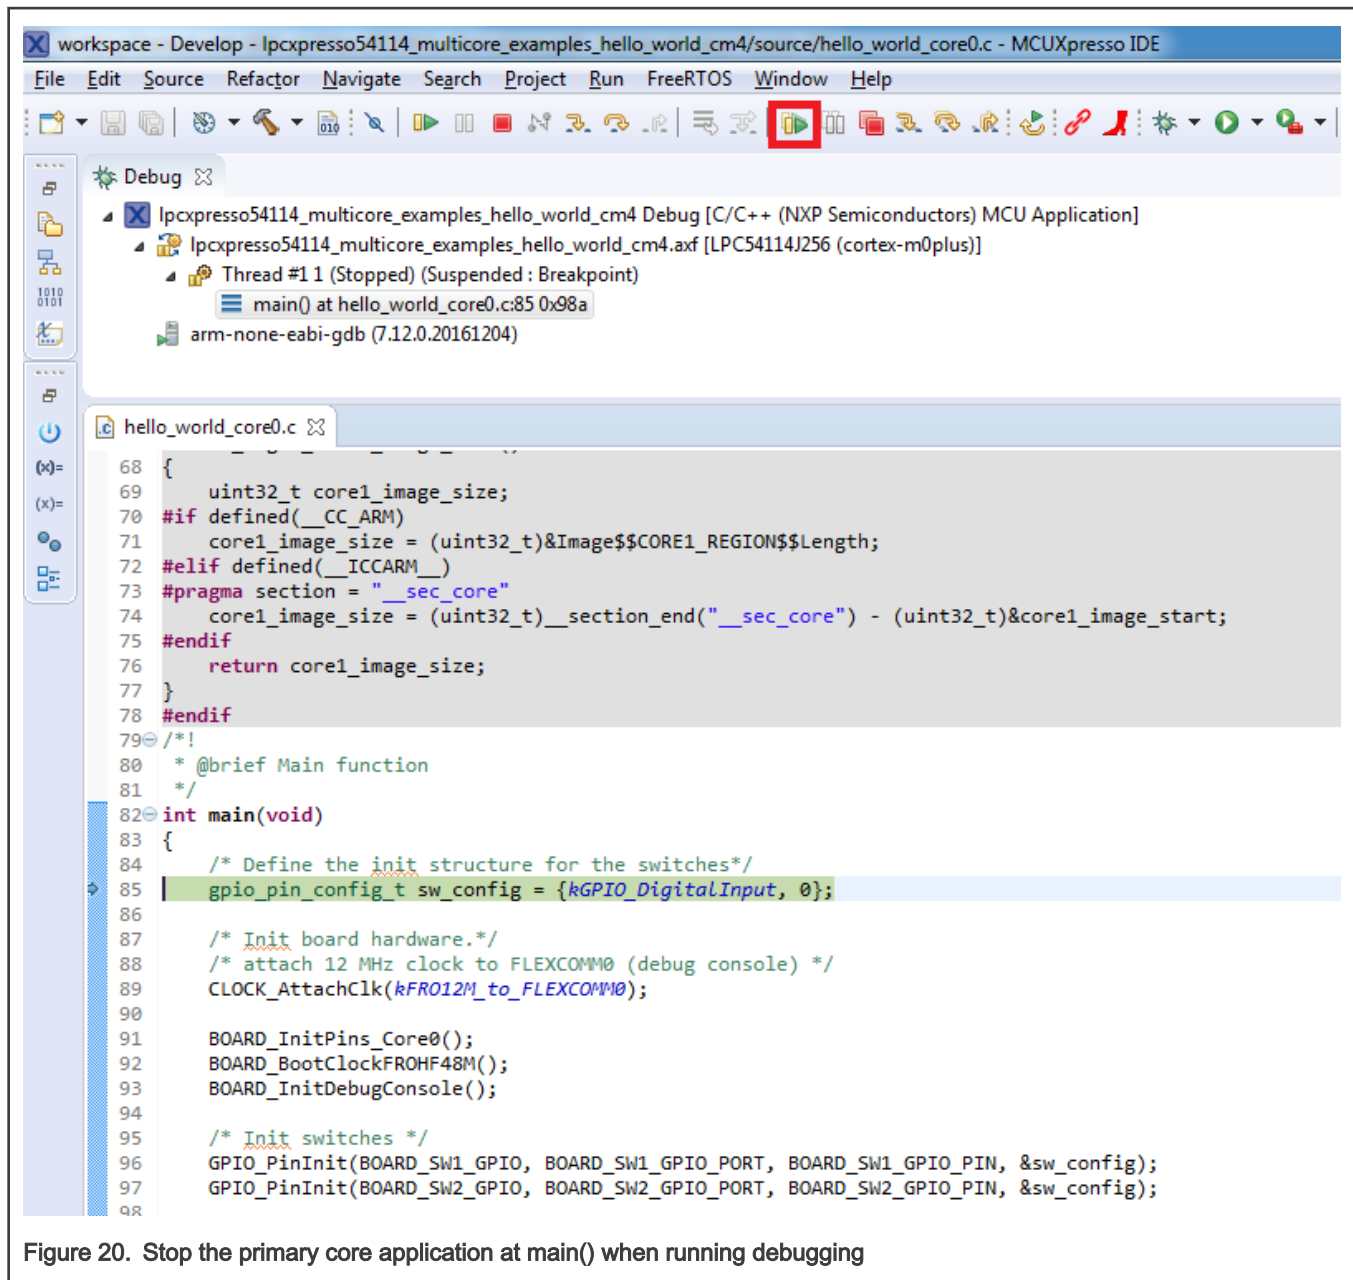 workspace - Develop - lpcxpresso54114_multicore_examples_hello_world_cm4/source/hello_world_core0.c - MCUXpresso IDE
File Edit Source Refactor Navigate Search Project Run FreeRTOS Window Help
Debug
lpcxpresso54114_multicore_examples_hello_world_cm4 Debug [C/C++ (NXP Semiconductors) MCU Application]
lpcxpresso54114_multicore_examples_hello_world_cm4.axf [LPC54114J256 (cortex-m0plus)]
Thread #1 1 (Stopped) (Suspended : Breakpoint)
main() at hello_world_core0.c:85 0x98a
arm-none-eabi-gdb (7.12.0.20161204)
hello_world_core0.c
68 {
69 uint32_t core1_image_size;
70 #if defined(__CC_ARM)
71 core1_image_size = (uint32_t)&Image$$CORE1_REGION$$Length;
72 #elif defined(__ICCARM__)
73 #pragma section = "__sec_core"
74 core1_image_size = (uint32_t)__section_end("__sec_core") - (uint32_t)&core1_image_start;
75 #endif
76 return core1_image_size;
77 }
78 #endif
79 /*!
80 * @brief Main function
81 */
82 int main(void)
83 {
84 /* Define the init structure for the switches*/
85 gpio_pin_config_t sw_config = {kGPIO_DigitalInput, 0};
86
87 /* Init board hardware.*/
88 /* attach 12 MHz clock to FLEXCOMM0 (debug console) */
89 CLOCK_AttachClk(kFRO12M_to_FLEXCOMM0);
90
91 BOARD_InitPins_Core0();
92 BOARD_BootClockFROHF48M();
93 BOARD_InitDebugConsole();
94
95 /* Init switches */
96 GPIO_PinInit(BOARD_SW1_GPIO, BOARD_SW1_GPIO_PORT, BOARD_SW1_GPIO_PIN, &sw_config);
97 GPIO_PinInit(BOARD_SW2_GPIO, BOARD_SW2_GPIO_PORT, BOARD_SW2_GPIO_PIN, &sw_config);
98
Figure 20. Stop the primary core application at main() when running debugging